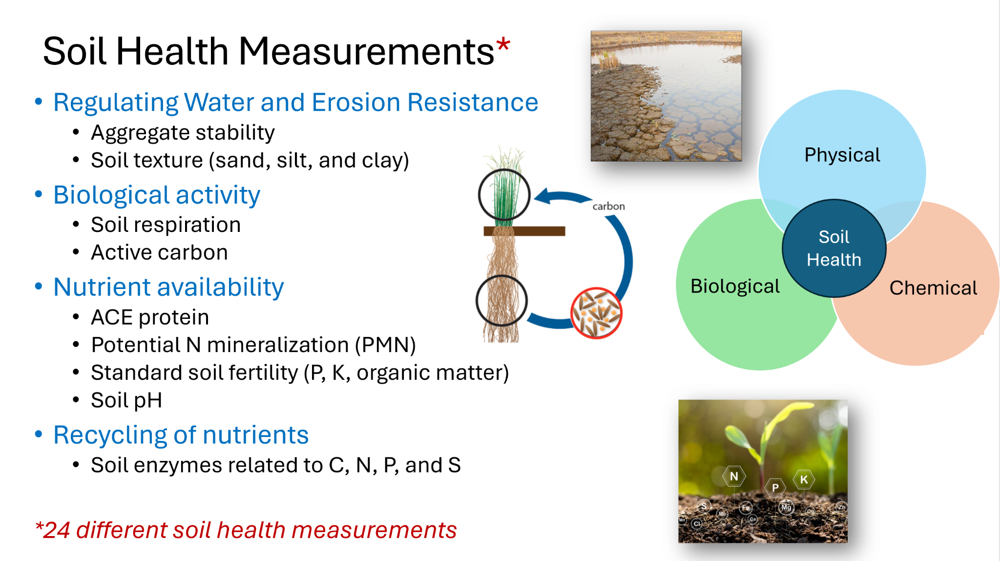 Soil Health Measurements*
• Regulating Water and Erosion Resistance
• Aggregate stability
• Soil texture (sand, silt, and clay)
• Biological activity
• Soil respiration
• Active carbon
• Nutrient availability
• ACE protein
• Potential N mineralization (PMN)
• Standard soil fertility (P, K, organic matter)
• Soil pH
• Recycling of nutrients
• Soil enzymes related to C, N, P, and S
*24 different soil health measurements
carbon
Physical
Soil
Health
Biological
Chemical
N
P
K
S
Mo
Fe
Ca
Mg
Zn
Mn
Cl